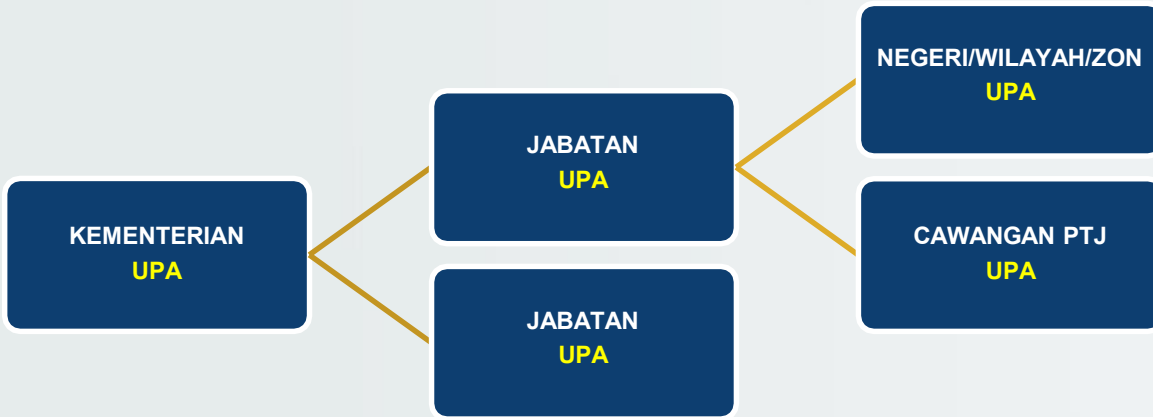 KEMENTERIAN
UPA
JABATAN
UPA
JABATAN
UPA
NEGERI/WILAYAH/ZON
UPA
CAWANGAN PTJ
UPA